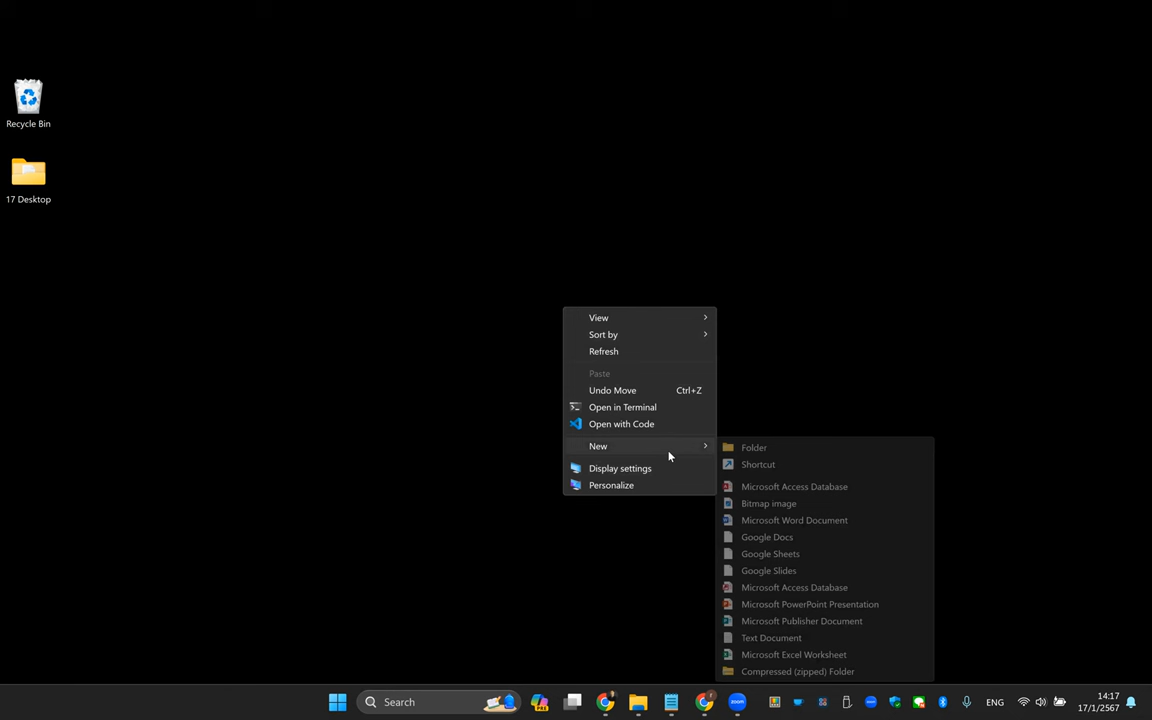 Recycle Bin
17 Desktop
View
Sort by
Refresh
Paste
Undo Move Ctrl+Z
Open in Terminal
Open with Code
New
Display settings
Personalize
Folder
Shortcut
Microsoft Access Database
Bitmap image
Microsoft Word Document
Google Docs
Google Sheets
Google Slides
Microsoft Access Database
Microsoft PowerPoint Presentation
Microsoft Publisher Document
Text Document
Microsoft Excel Worksheet
Compressed (zipped) Folder
Search
ENG
14:17
17/1/2567